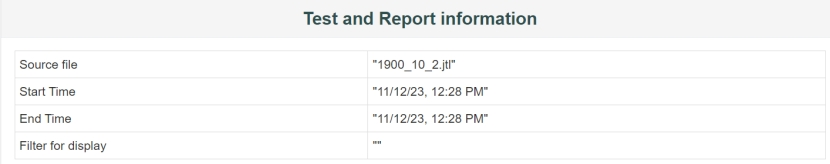 Test and Report information
Source file "1900_10_2.jtl"
Start Time "11/12/23, 12:28 PM"
End Time "11/12/23, 12:28 PM"
Filter for display ""